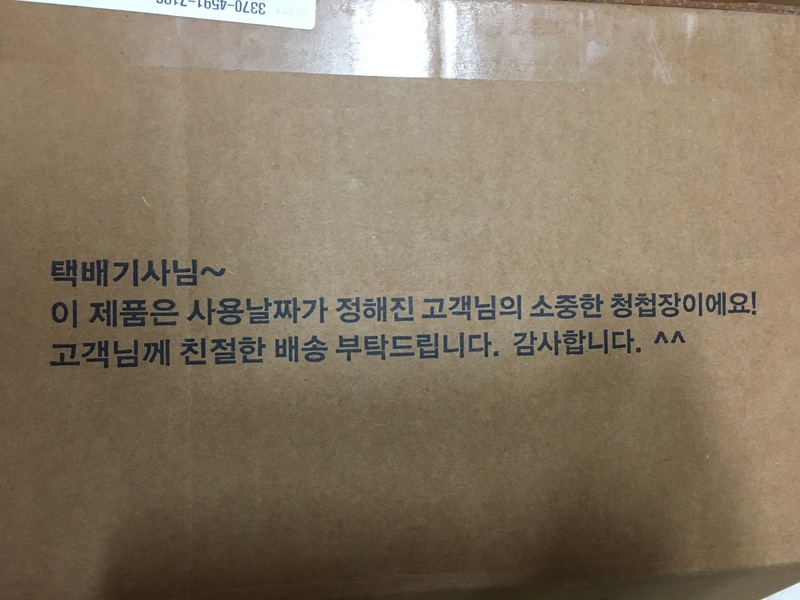 택배기사님~
이 제품은 사용날짜가 정해진 고객님의 소중한 청첩장이에요!
고객님께 친절한 배송 부탁드립니다. 감사합니다. ^^